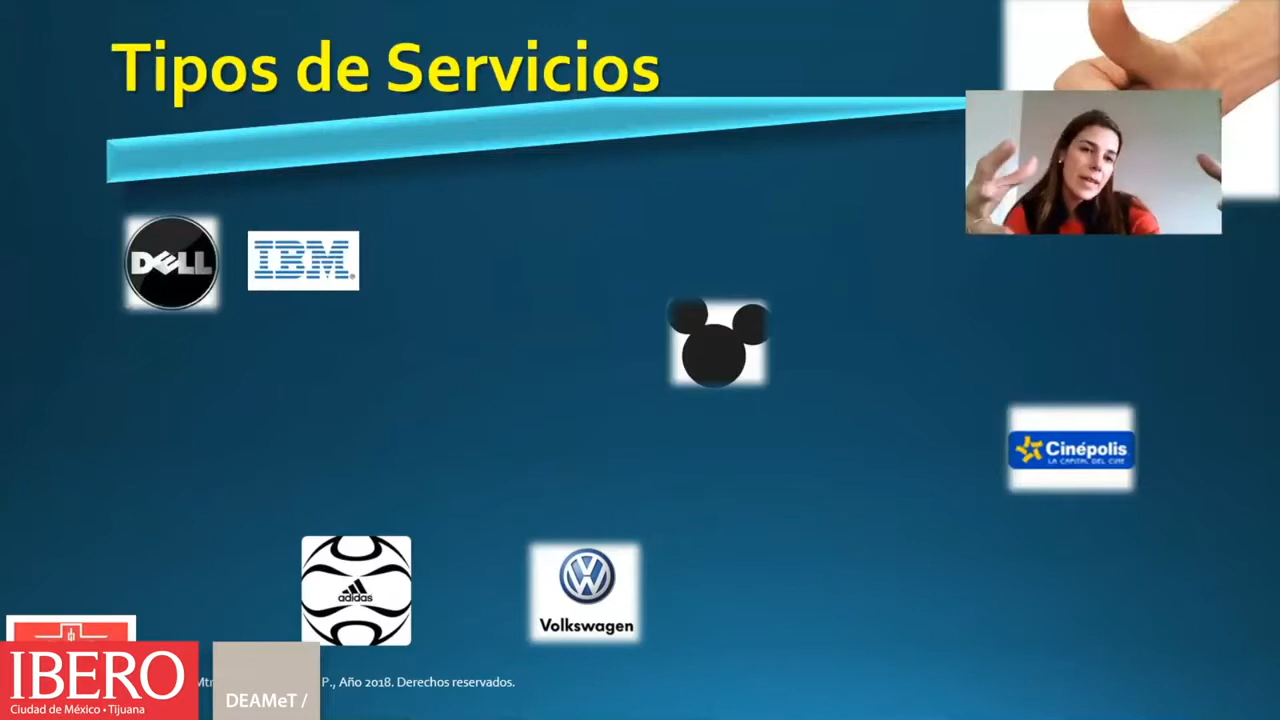 Tipos de Servicios
DELL
IBM
Cinépolis
LA CAPITAL DEL CINE
adidas
Volkswagen
IBERO
Ciudad de México • Tijuana
DEAMeT /
P., Año 2018. Derechos reservados.